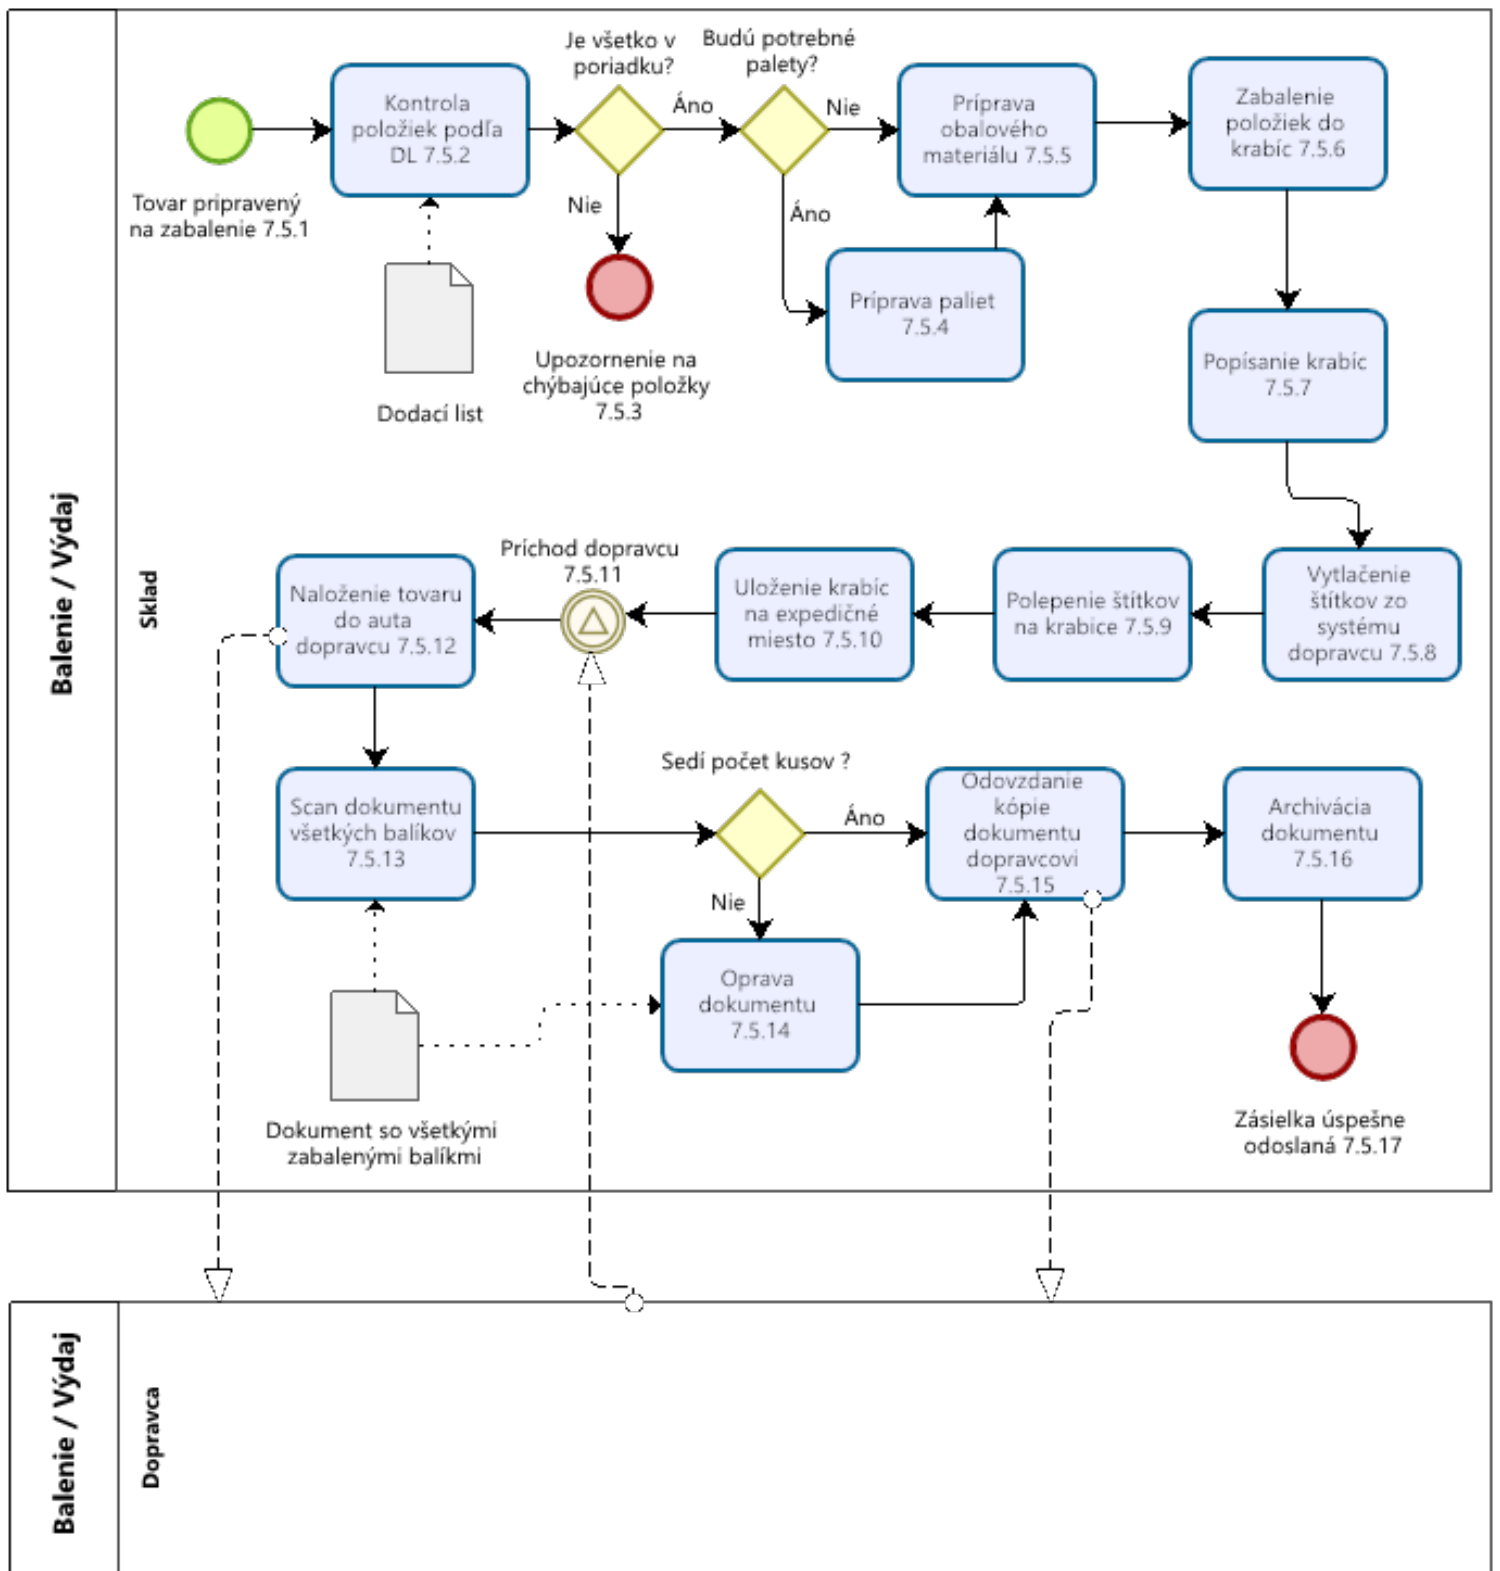 Balenie / Výdaj
Sklad
Je všetko v
poriadku?
Budú potrebné
palety?
Tovar pripravený
na zabalenie 7.5.1
Kontrola
položiek podľa
DL 7.5.2
Áno
Nie
Nie
Áno
Príprava
obalového
materiálu 7.5.5
Zabalenie
položiek do
krabíc 7.5.6
Dodací list
Upozornenie na
chýbajúce položky
7.5.3
Príprava paliet
7.5.4
Popísanie krabíc
7.5.7
Vytlačenie
štítkov zo
systému
dopravcu 7.5.8
Polepenie štítkov
na krabice 7.5.9
Uloženie krabíc
na expedičné
miesto 7.5.10
Príchod dopravcu
7.5.11
Naloženie tovaru
do auta
dopravcu 7.5.12
Scan dokumentu
všetkých balíkov
7.5.13
Sedí počet kusov ?
Áno
Nie
Oprava
dokumentu
7.5.14
Odovzdanie
kópie
dokumentu
dopravcovi
7.5.15
Archivácia
dokumentu
7.5.16
Dokument so všetkými
zabalenými balíkmi
Zásielka úspešne
odoslaná 7.5.17
Balenie / Výdaj
Dopravca